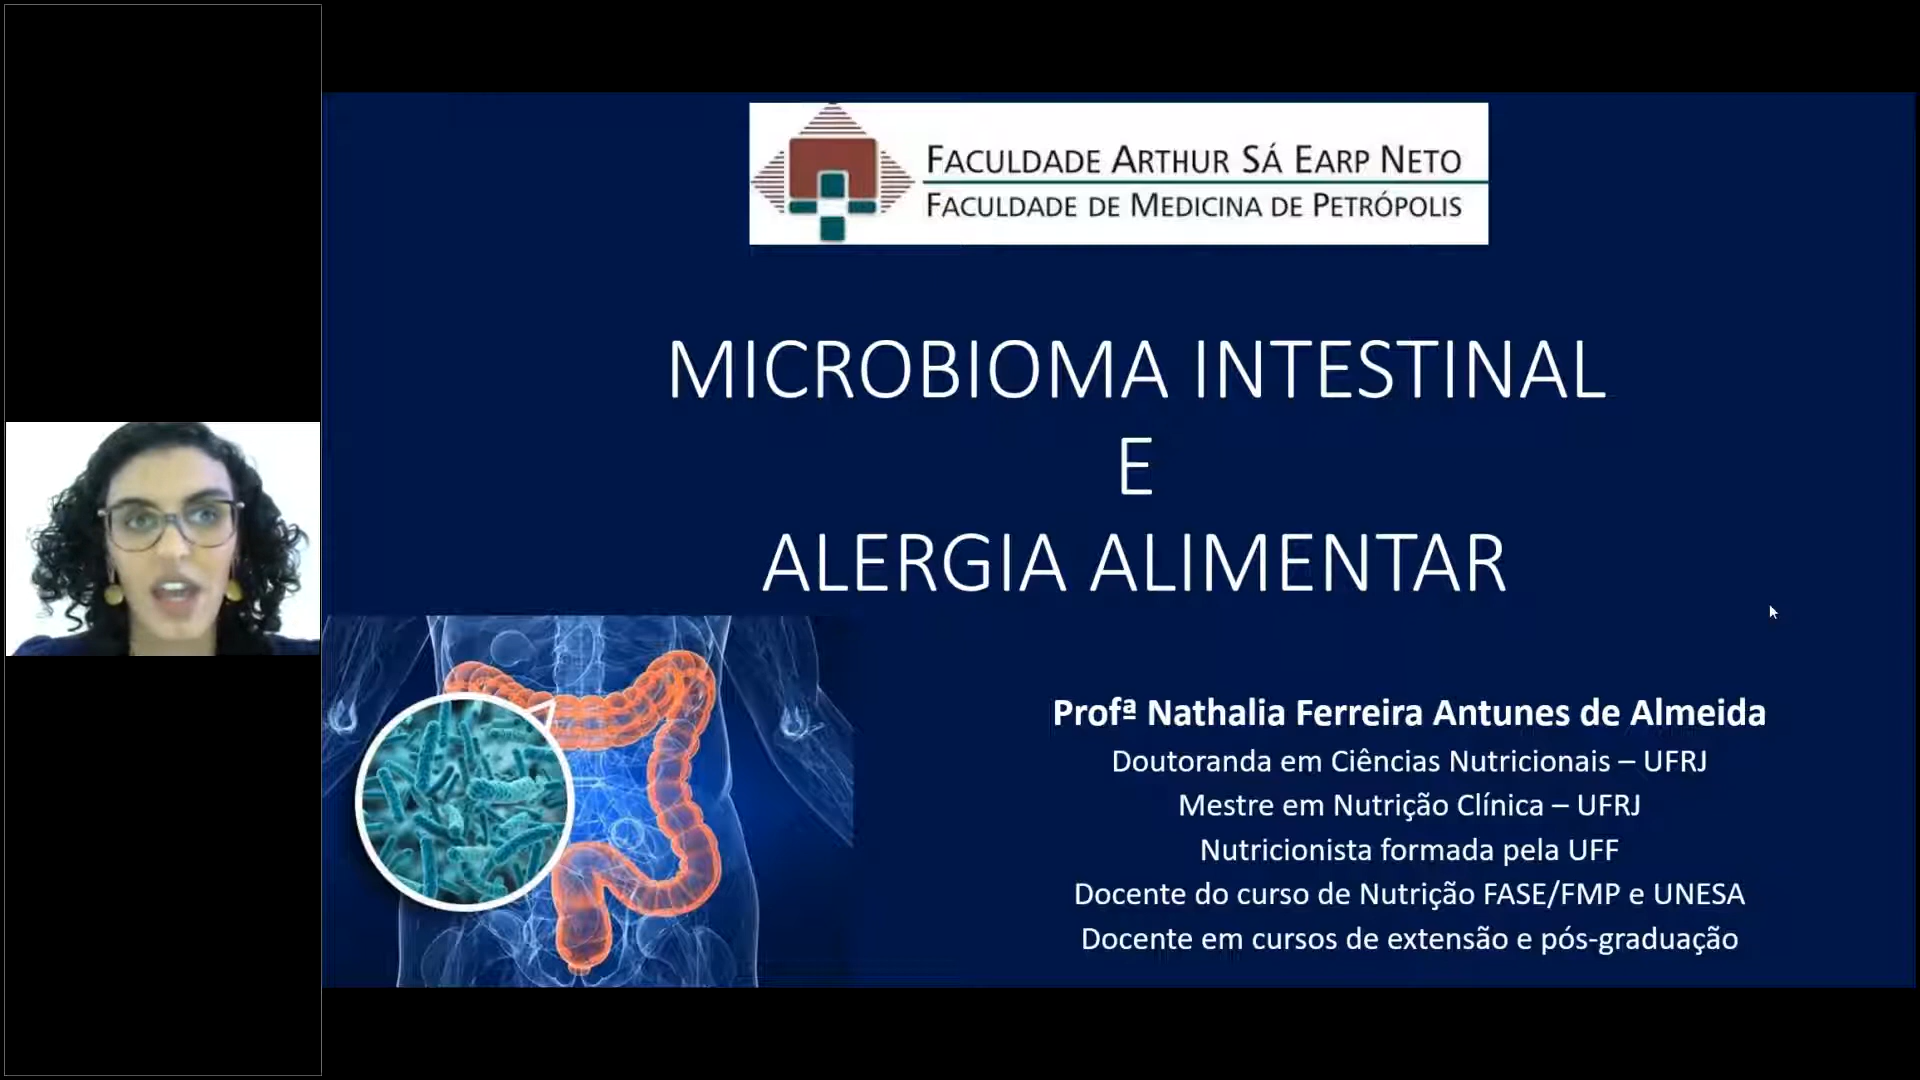 FACULDADE ARTHUR SÁ EARP NETO
FACULDADE DE MEDICINA DE PETRÓPOLIS
MICROBIOMA INTESTINAL
E
ALERGIA ALIMENTAR
Profª Nathalia Ferreira Antunes de Almeida
Doutoranda em Ciências Nutricionais – UFRJ
Mestre em Nutrição Clínica – UFRJ
Nutricionista formada pela UFF
Docente do curso de Nutrição FASE/FMP e UNESA
Docente em cursos de extensão e pós-graduação